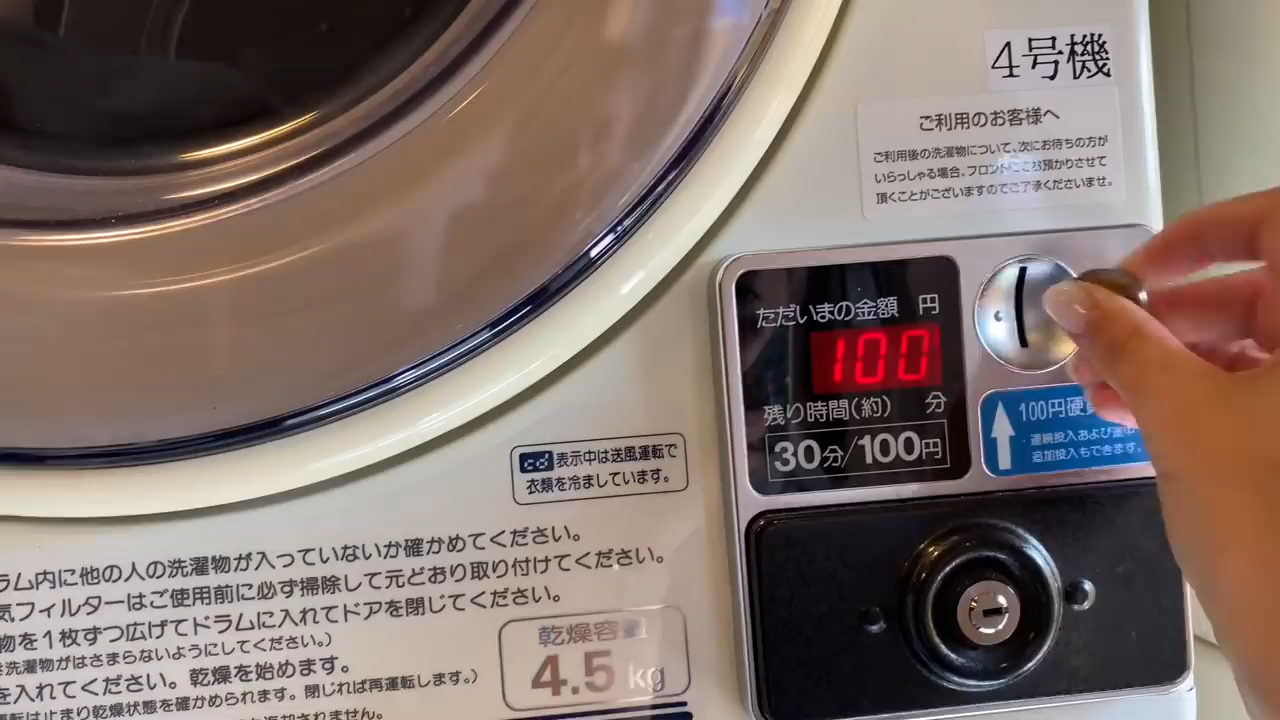 4号機
ご利用のお客様へ
ご利用後の洗濯物について、次にお待ちの方が
いらっしゃる場合、フロントにてお預かりさせて
頂くことがございますのでご了承くださいませ。
ただいまの金額 円
100
残り時間(約) 分
30分/100円
100円硬
連続投入および運中
追加投入もできます。
cd 表示中は送風運転で
衣類を冷ましています。
ラム内に他の人の洗濯物が入っていないか確かめてください。
気フィルターはご使用前に必ず掃除して元どおり取り付けてください。
物を1枚ずつ広げてドラムに入れてドアを閉じてください。
洗濯物がはさまらないようにしてください。)
を入れてください。乾燥を始めます。
運転は止まり乾燥状態を確かめられます。閉じれば再運転します。)
返却されません。
乾燥容量
4.5 kg